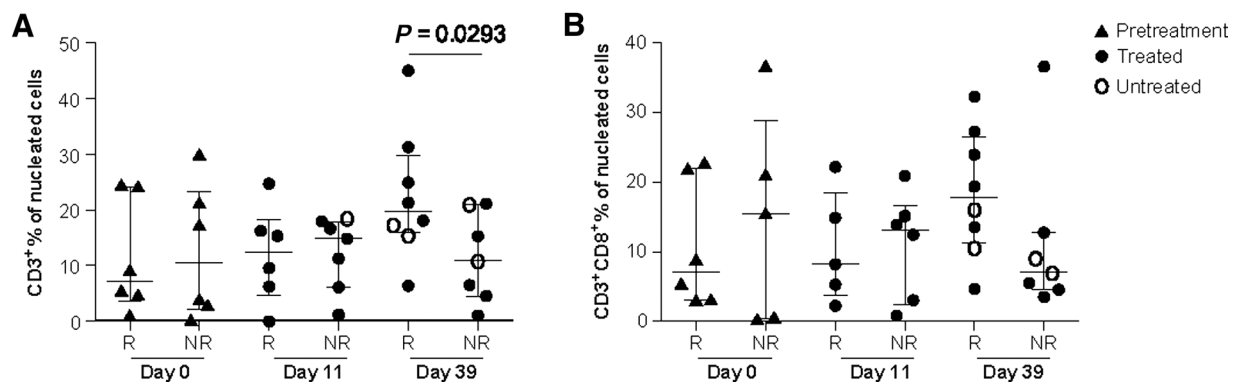 A
P = 0.0293
CD3⁺% of nucleated cells
50
40
30
20
10
0
R NR R NR R NR
Day 0 Day 11 Day 39
B
CD3⁺CD8⁺% of nucleated cells
40
30
20
10
0
R NR R NR R NR
Day 0 Day 11 Day 39
Pretreatment
Treated
Untreated